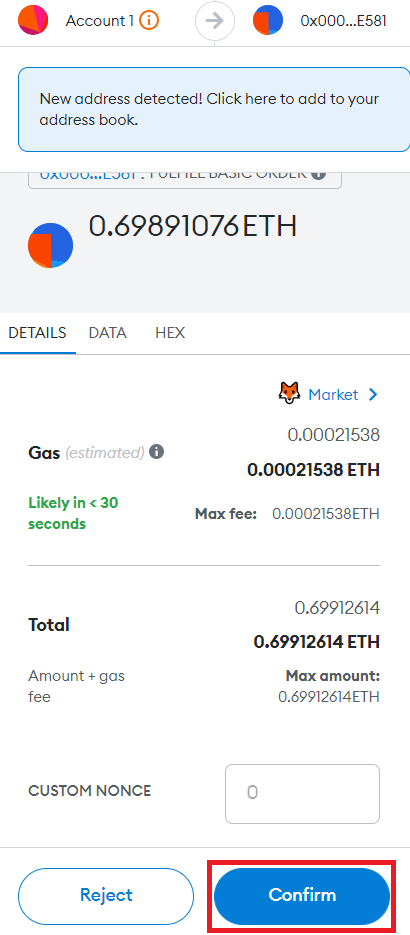 Account 1
0x000...E581
New address detected! Click here to add to your
address book.
0x000...E581 : FULFILL BASIC ORDER
0.69891076 ETH
DETAILS DATA HEX
Market
Gas (estimated)
0.00021538
0.00021538 ETH
Likely in < 30
seconds
Max fee: 0.00021538ETH
Total
0.69912614
0.69912614 ETH
Amount + gas
fee
Max amount:
0.69912614ETH
CUSTOM NONCE
0
Reject
Confirm